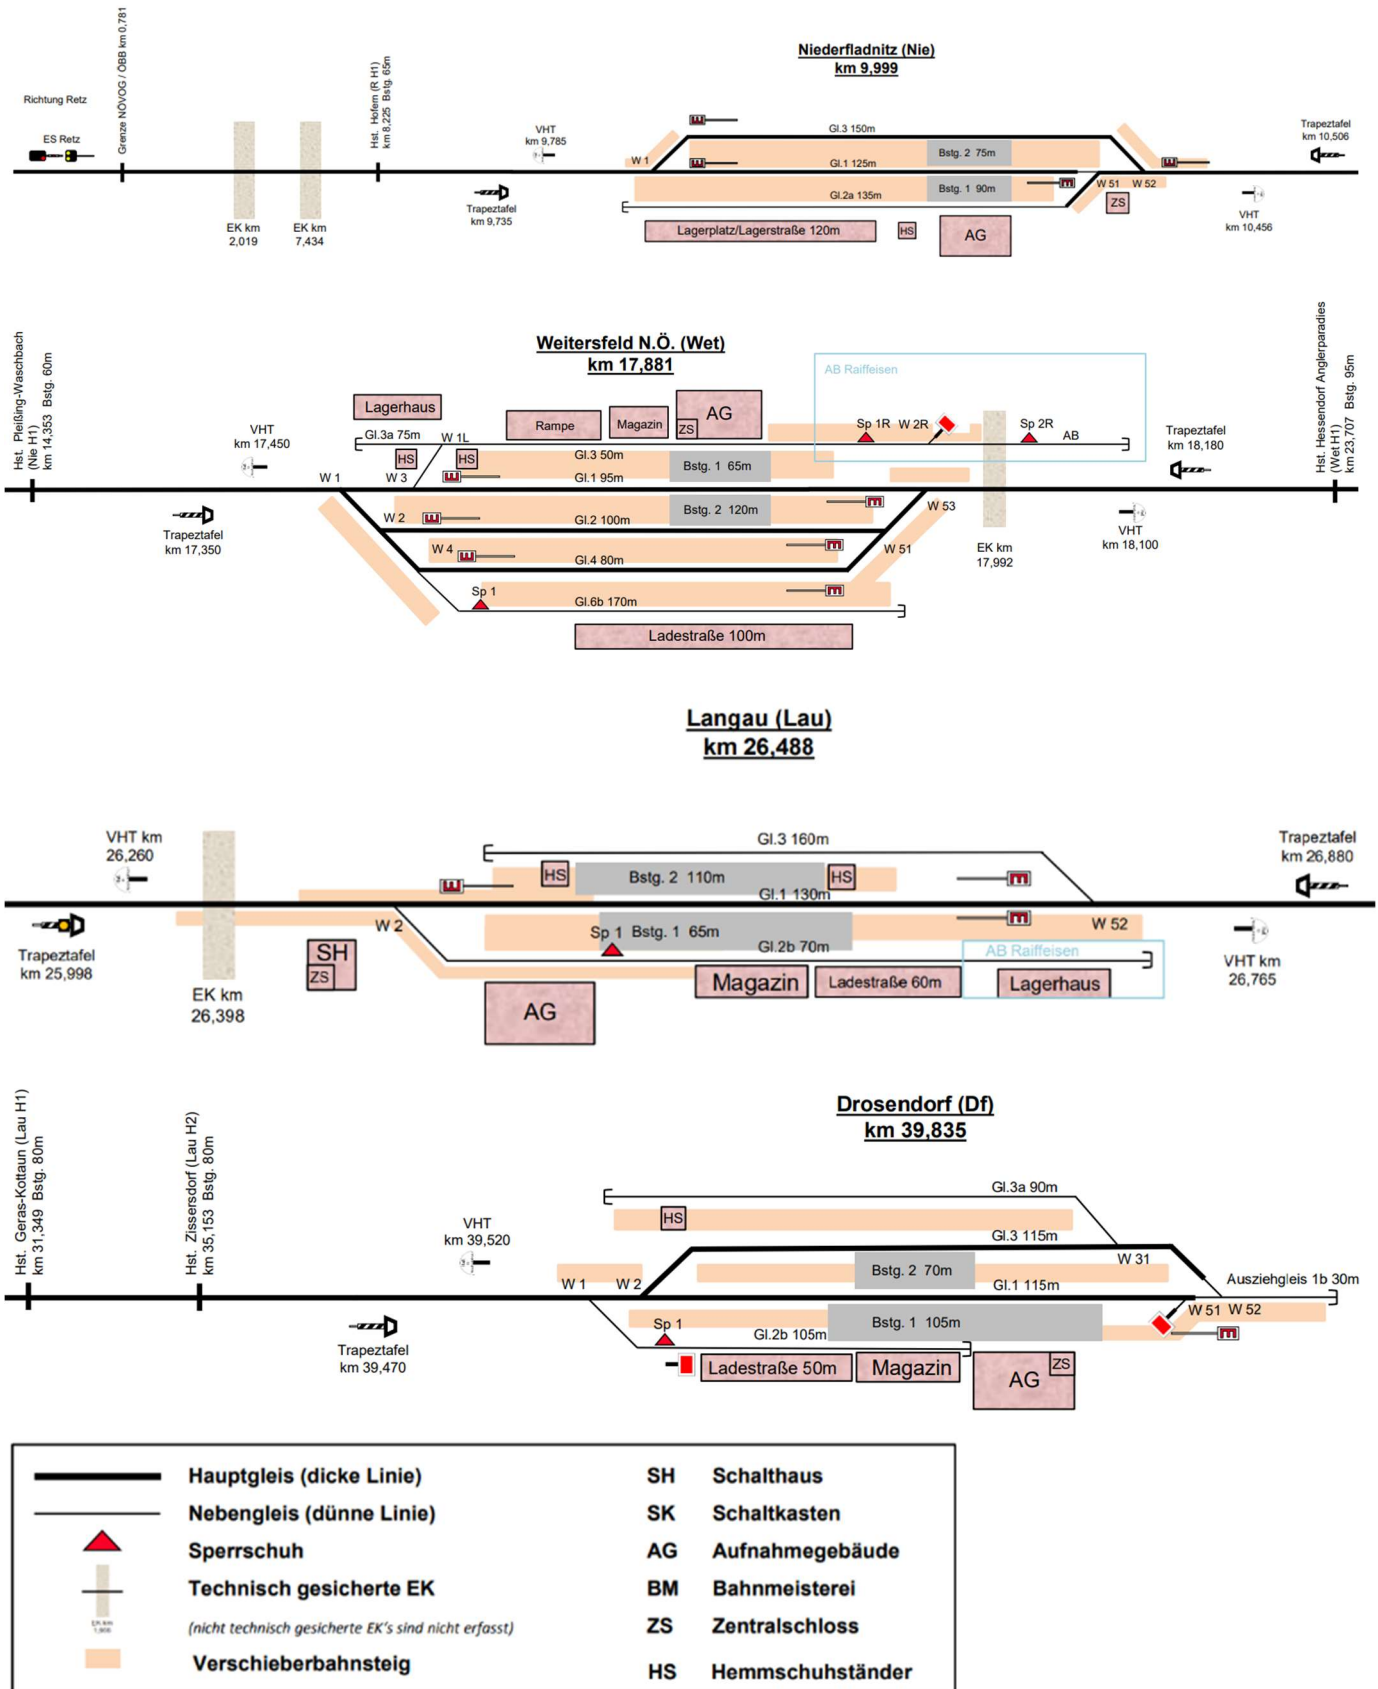 Niederfladnitz (Nie)
km 9,999
Richtung Retz
ES Retz
Grenze NÖVOG / ÖBB km 0,781
EK km
2,019
EK km
7,434
Hst. Hofern (R H1)
km 8,225 Bstg. 65m
Trapeztafel
km 9,735
VHT
km 9,785
W 1
Gl.3 150m
Bstg. 2 75m
Gl.1 125m
Bstg. 1 90m
Gl.2a 135m
W 51 W 52
ZS
Lagerplatz/Lagerstraße 120m
HS
AG
Trapeztafel
km 10,506
VHT
km 10,456
Weitersfeld N.Ö. (Wet)
km 17,881
Hst. Pleißing-Waschbach
(Nie H1)
km 14,353 Bstg. 60m
VHT
km 17,450
Trapeztafel
km 17,350
Lagerhaus
Gl.3a 75m
W 1L
Rampe
Magazin
AG
ZS
HS
HS
W 1
W 3
Gl.3 50m
Bstg. 1 65m
Gl.1 95m
W 2
Gl.2 100m
Bstg. 2 120m
W 4
Gl.4 80m
W 51
W 53
Sp 1
Gl.6b 170m
Ladestraße 100m
AB Raiffeisen
Sp 1R W 2R
Sp 2R
AB
EK km
17,992
Trapeztafel
km 18,180
VHT
km 18,100
Hst. Hessendorf Anglerparadies
(Wet H1)
km 23,707 Bstg. 95m
Langau (Lau)
km 26,488
VHT km
26,260
Trapeztafel
km 25,998
EK km
26,398
SH
ZS
W 2
Gl.3 160m
HS
Bstg. 2 110m
HS
Gl.1 130m
Sp 1
Bstg. 1 65m
Gl.2b 70m
W 52
AG
Magazin
Ladestraße 60m
AB Raiffeisen
Lagerhaus
Trapeztafel
km 26,880
VHT km
26,765
Drosendorf (Df)
km 39,835
Hst. Geras-Kottaun (Lau H1)
km 31,349 Bstg. 80m
Hst. Zissersdorf (Lau H2)
km 35,153 Bstg. 80m
VHT
km 39,520
Trapeztafel
km 39,470
Gl.3a 90m
HS
Gl.3 115m
W 31
W 1
W 2
Bstg. 2 70m
Gl.1 115m
Ausziehgleis 1b 30m
W 51 W 52
Sp 1
Bstg. 1 105m
Gl.2b 105m
Ladestraße 50m
Magazin
AG
ZS
Hauptgleis (dicke Linie)
Nebengleis (dünne Linie)
Sperrschuh
Technisch gesicherte EK
(nicht technisch gesicherte EK's sind nicht erfasst)
Verschieberbahnsteig
SH Schalthaus
SK Schaltkasten
AG Aufnahmegebäude
BM Bahnmeisterei
ZS Zentralschloss
HS Hemmschuhständer